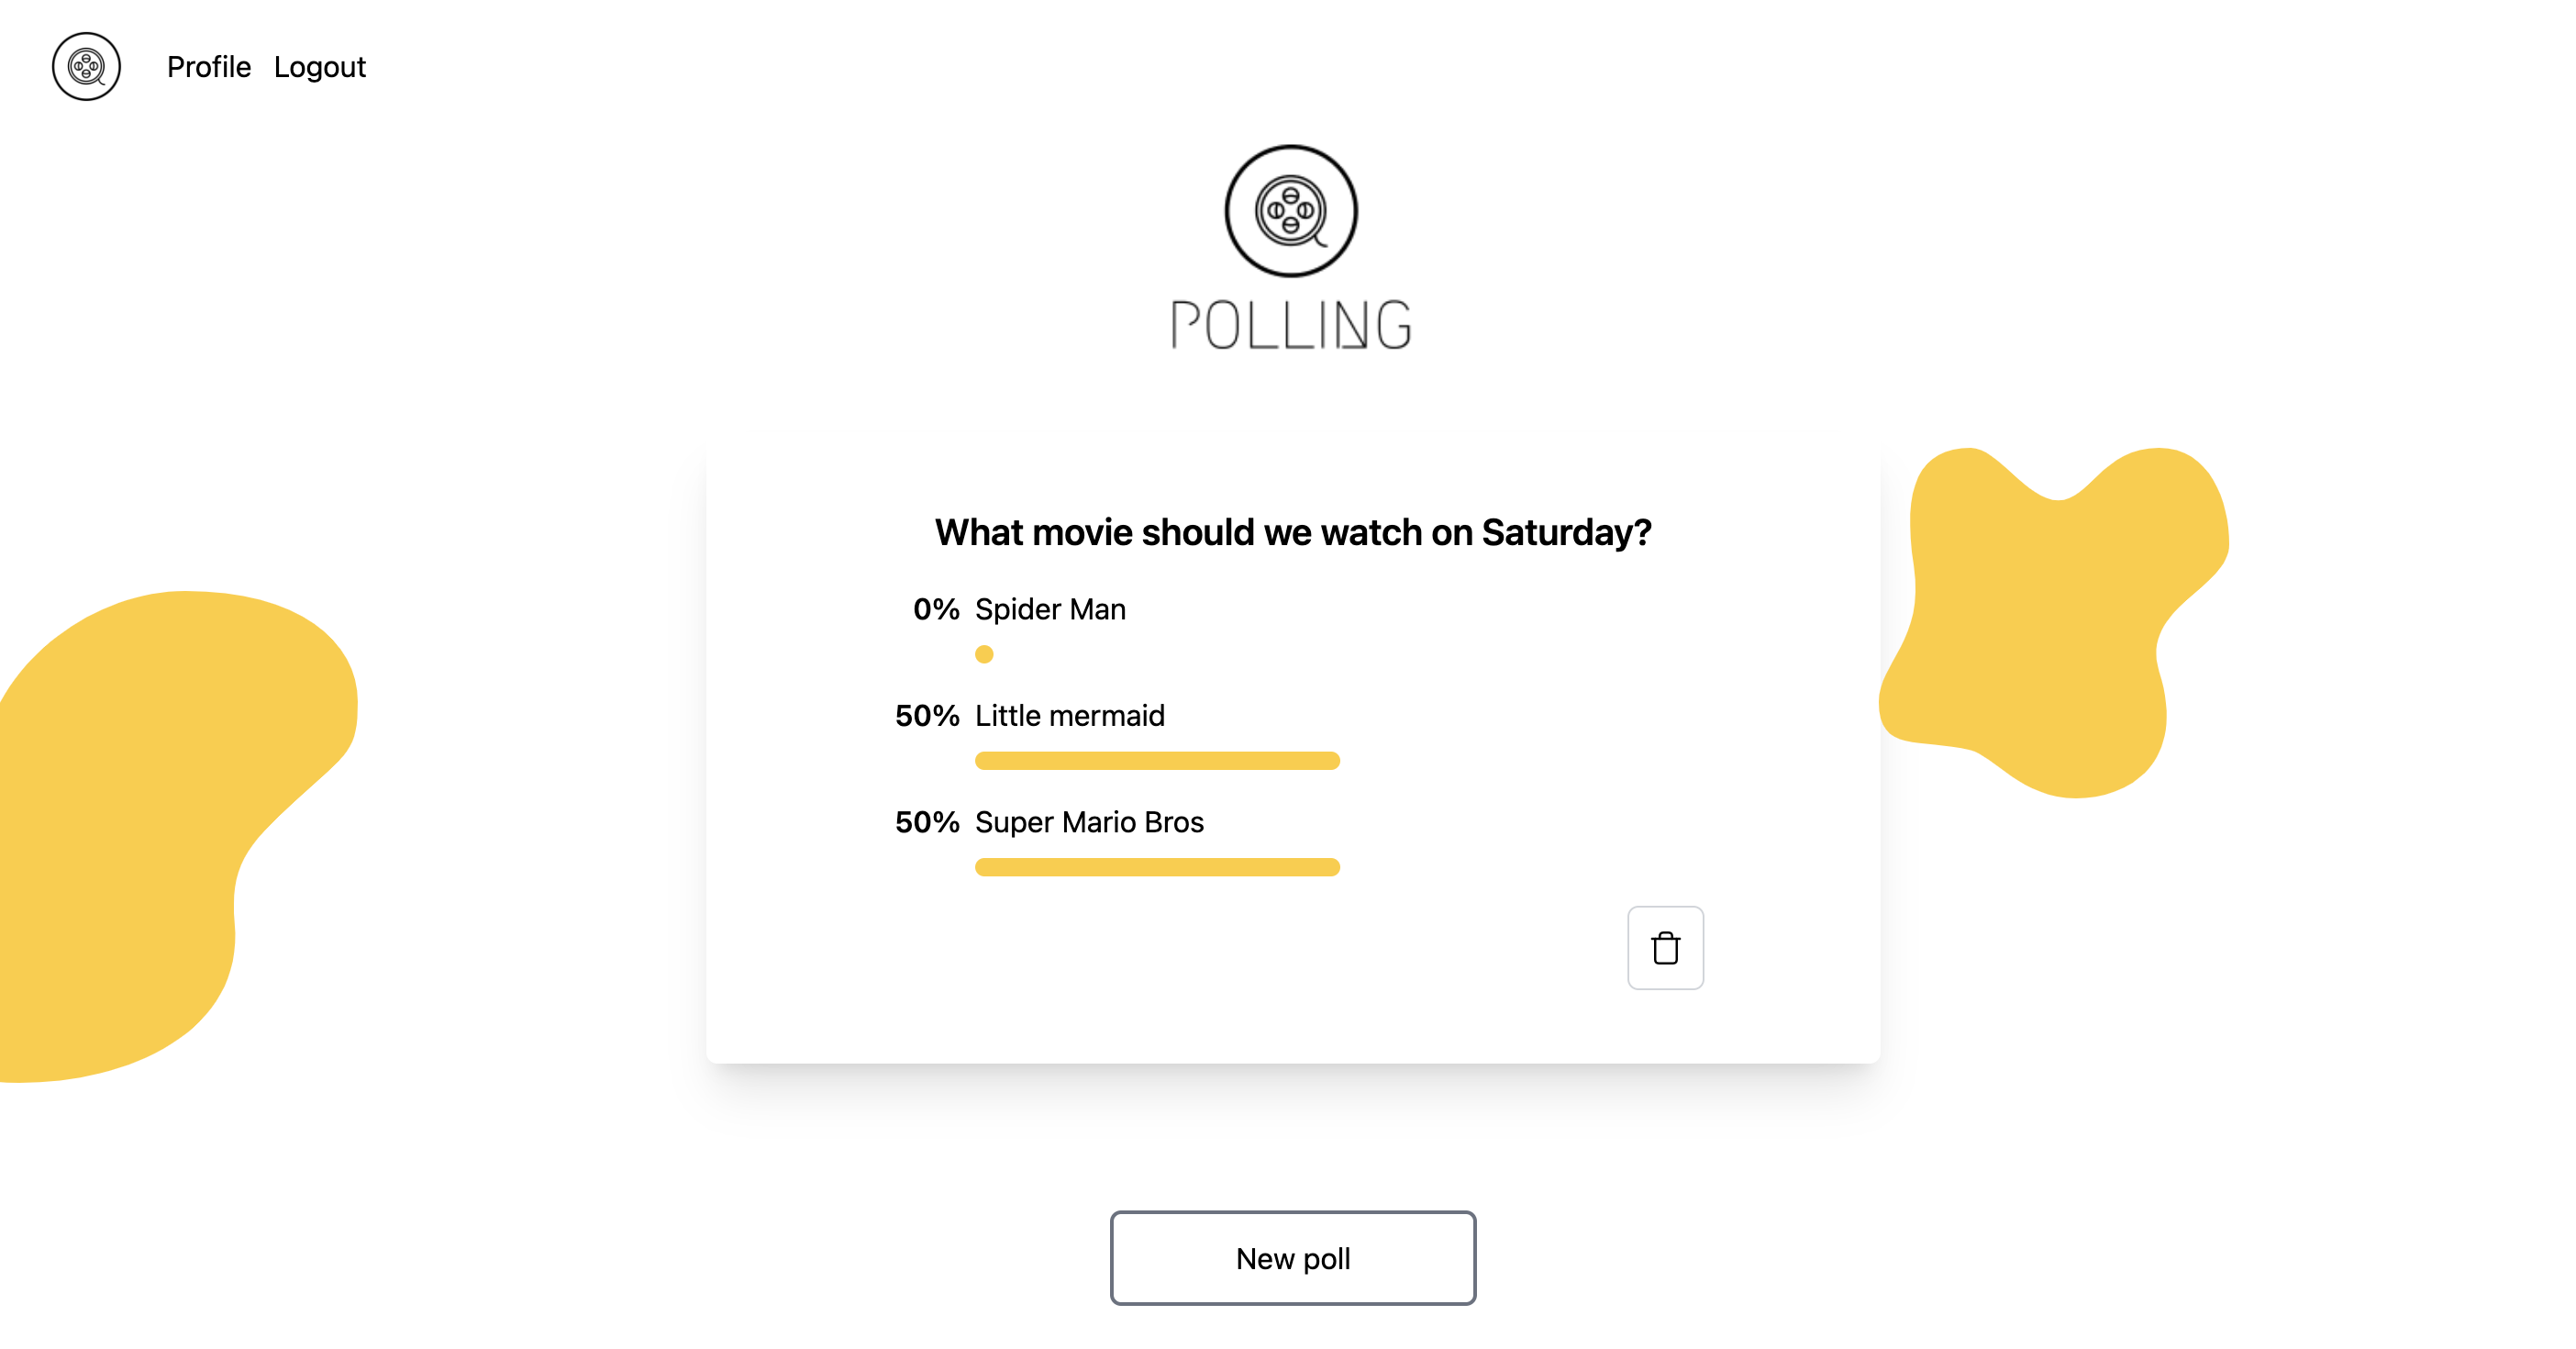 Profile Logout
POLLING
What movie should we watch on Saturday?
0% Spider Man
50% Little mermaid
50% Super Mario Bros
New poll